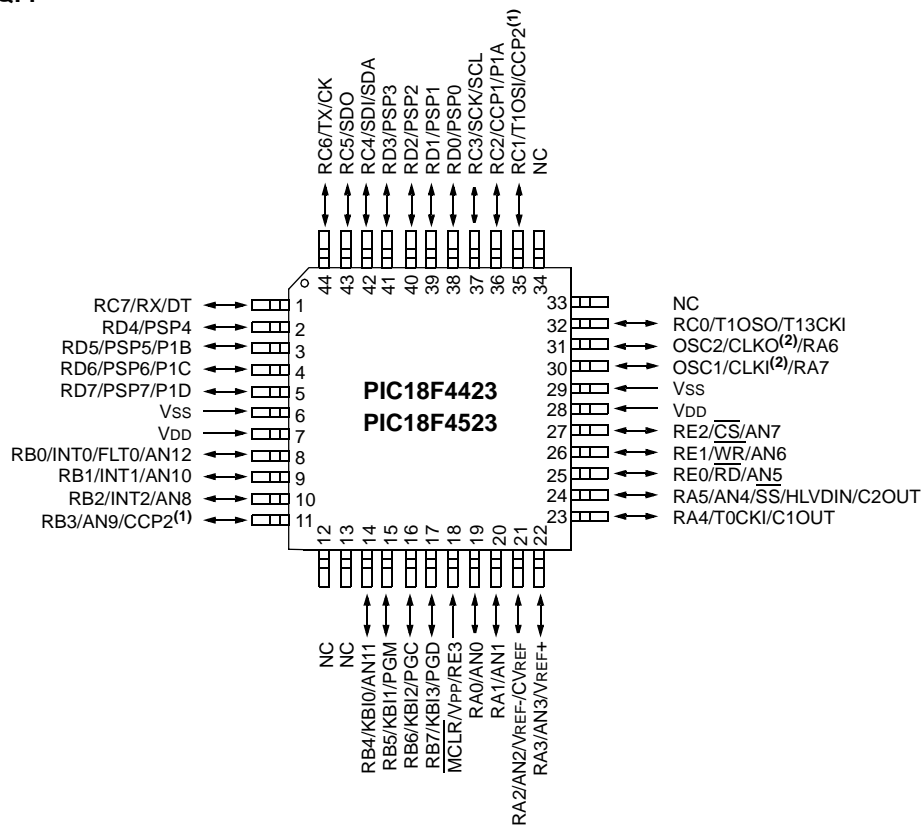 RC6/TX/CK
RC5/SDO
RC4/SDI/SDA
RD3/PSP3
RD2/PSP2
RD1/PSP1
RD0/PSP0
RC3/SCK/SCL
RC2/CCP1/P1A
RC1/T1OSI/CCP2(1)
NC
44
43
42
41
40
39
38
37
36
35
34
RC7/RX/DT
RD4/PSP4
RD5/PSP5/P1B
RD6/PSP6/P1C
RD7/PSP7/P1D
VSS
VDD
RB0/INT0/FLT0/AN12
RB1/INT1/AN10
RB2/INT2/AN8
RB3/AN9/CCP2(1)
1
2
3
4
5
6
7
8
9
10
11
PIC18F4423
PIC18F4523
33
32
31
30
29
28
27
26
25
24
23
NC
RC0/T1OSO/T13CKI
OSC2/CLKO(2)/RA6
OSC1/CLKI(2)/RA7
VSS
VDD
RE2/CS/AN7
RE1/WR/AN6
RE0/RD/AN5
RA5/AN4/SS/HLVDIN/C2OUT
RA4/T0CKI/C1OUT
12
13
14
15
16
17
18
19
20
21
22
NC
NC
RB4/KBI0/AN11
RB5/KBI1/PGM
RB6/KBI2/PGC
RB7/KBI3/PGD
MCLR/VPP/RE3
RA0/AN0
RA1/AN1
RA2/AN2/VREF-/CVREF
RA3/AN3/VREF+